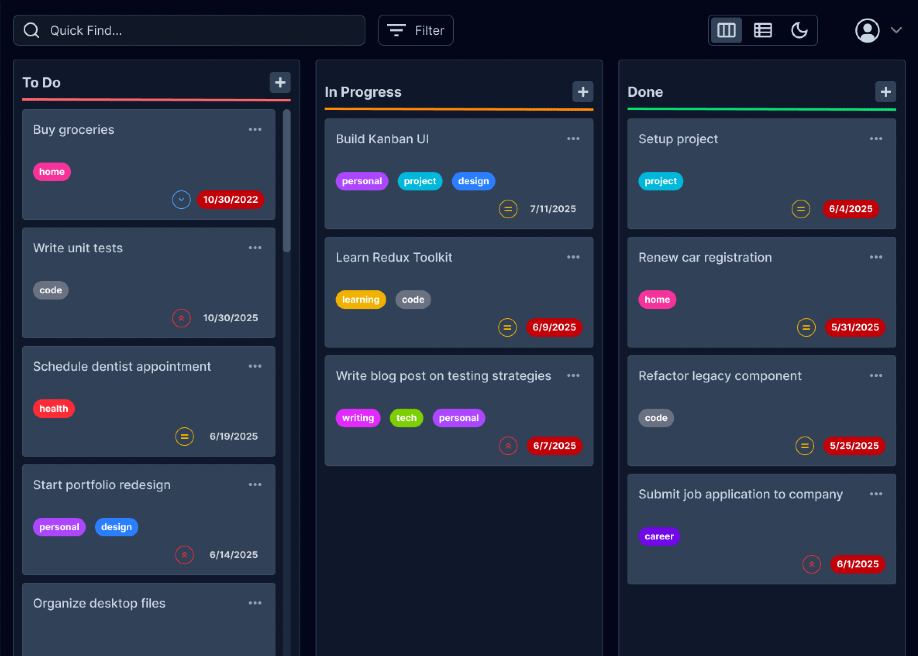 Quick Find...
Filter
To Do
+
Buy groceries
...
home
10/30/2022
Write unit tests
...
code
10/30/2025
Schedule dentist appointment
...
health
6/19/2025
Start portfolio redesign
...
personal design
6/14/2025
Organize desktop files
...
In Progress
+
Build Kanban UI
...
personal project design
7/11/2025
Learn Redux Toolkit
...
learning code
6/9/2025
Write blog post on testing strategies
...
writing tech personal
6/7/2025
Done
+
Setup project
...
project
6/4/2025
Renew car registration
...
home
5/31/2025
Refactor legacy component
...
code
5/25/2025
Submit job application to company
...
career
6/1/2025